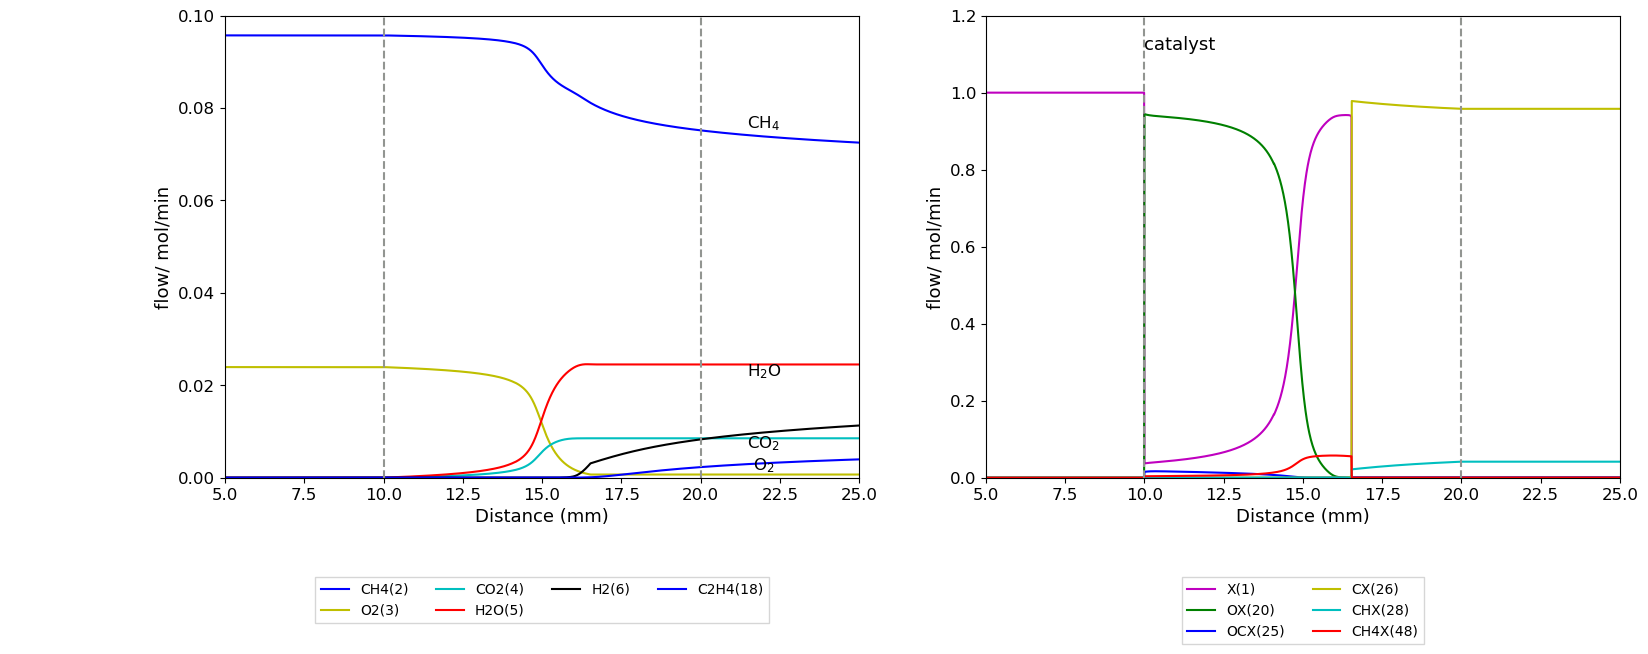 0.10
0.08
0.06
0.04
0.02
0.00
flow/ mol/min
CH4
H2O
CO2
O2
5.0 7.5 10.0 12.5 15.0 17.5 20.0 22.5 25.0
Distance (mm)
CH4(2) CO2(4) H2(6) C2H4(18)
O2(3) H2O(5)
1.2
1.0
0.8
0.6
0.4
0.2
0.0
flow/ mol/min
catalyst
5.0 7.5 10.0 12.5 15.0 17.5 20.0 22.5 25.0
Distance (mm)
X(1) CX(26)
OX(20) CHX(28)
OCX(25) CH4X(48)